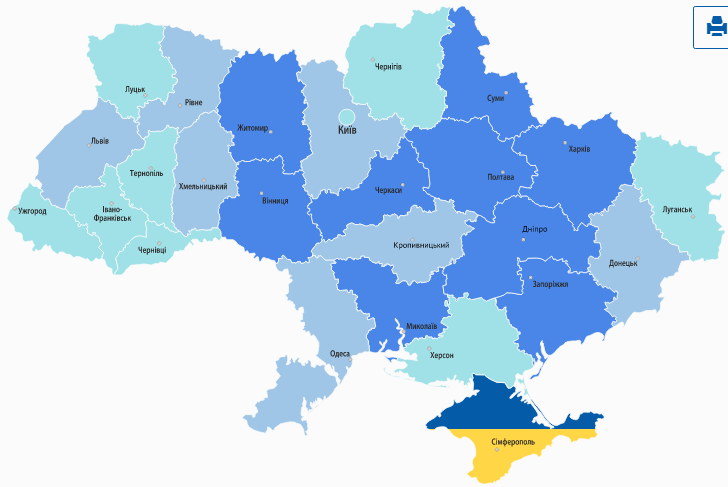 Чернігів
Луцьк
Рівне
Суми
Житомир
Київ
Львів
Харків
Тернопіль
Хмельницький
Полтава
Черкаси
Вінниця
Ужгород
Івано-
Франківськ
Луганськ
Чернівці
Кропивницький
Дніпро
Донецьк
Запоріжжя
Миколаїв
Одеса
Херсон
Сімферополь